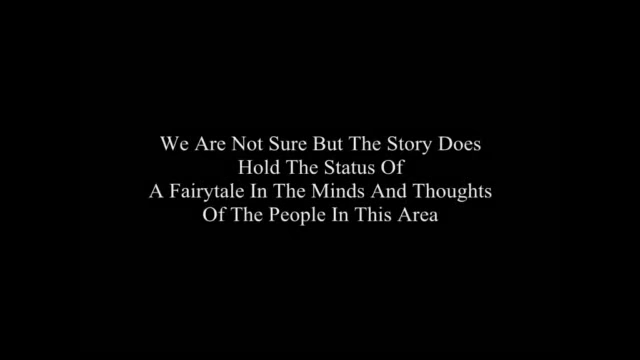 We Are Not Sure But The Story Does
Hold The Status Of
A Fairytale In The Minds And Thoughts
Of The People In This Area